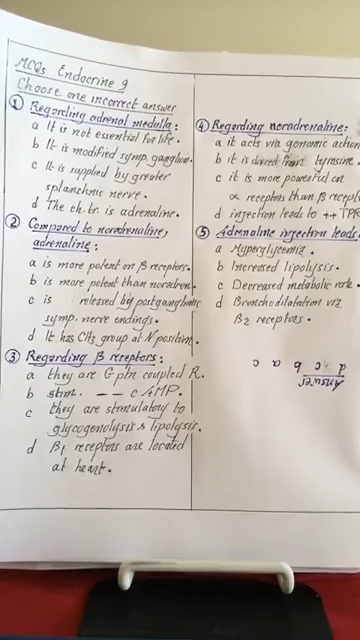 MCQs Endocrine 9
Choose one incorrect answer
1 Regarding adrenal medulla:
a It is not essential for life.
b It is modified symp. ganglion.
c It is supplied by greater
splanchnic nerve.
d The ch. tr. is adrenaline.
2 Compared to noradrenaline,
adrenaline:
a is more potent on β receptors.
b is more potent than noradren.
c is released by postganglionic
symp. nerve endings.
d It has CH3 group at N position.
3 Regarding β receptors:
a they are G ptn coupled R.
b stim. — — c AMP.
c they are stimulatory to
glycogenolysis & lipolysis.
d β1 receptors are located
at heart.
4 Regarding noradrenaline:
a it acts via genomic action
b it is derived from tyrosine.
c it is more powerful on
α receptors than β recept
d injection leads to ++ TPR
5 Adrenaline injection leads
a Hyperglycemia.
b Increased lipolysis.
c Decreased metabolic rate.
d Bronchodilatation via
β2 receptors.
Answer
d c b a c